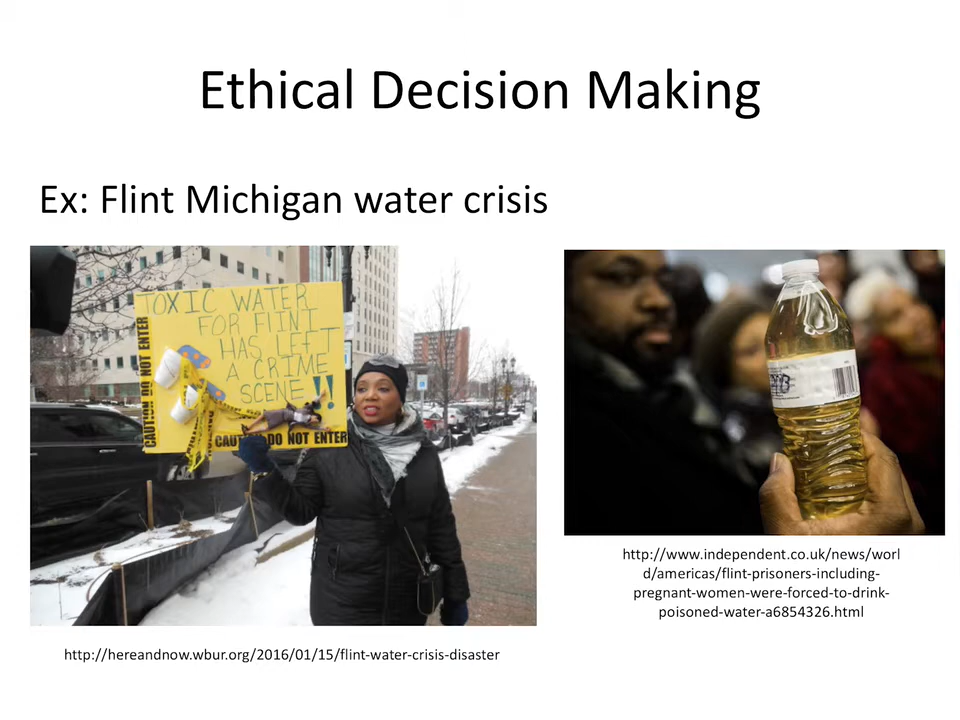 Ethical Decision Making
Ex: Flint Michigan water crisis
TOXIC WATER
FOR FLINT
HAS LEFT
A CRIME
SCENE!!
CAUTION DO NOT ENTER
CAUT DO NOT ENTER
http://www.independent.co.uk/news/worl
d/americas/flint-prisoners-including-
pregnant-women-were-forced-to-drink-
poisoned-water-a6854326.html
http://hereandnow.wbur.org/2016/01/15/flint-water-crisis-disaster